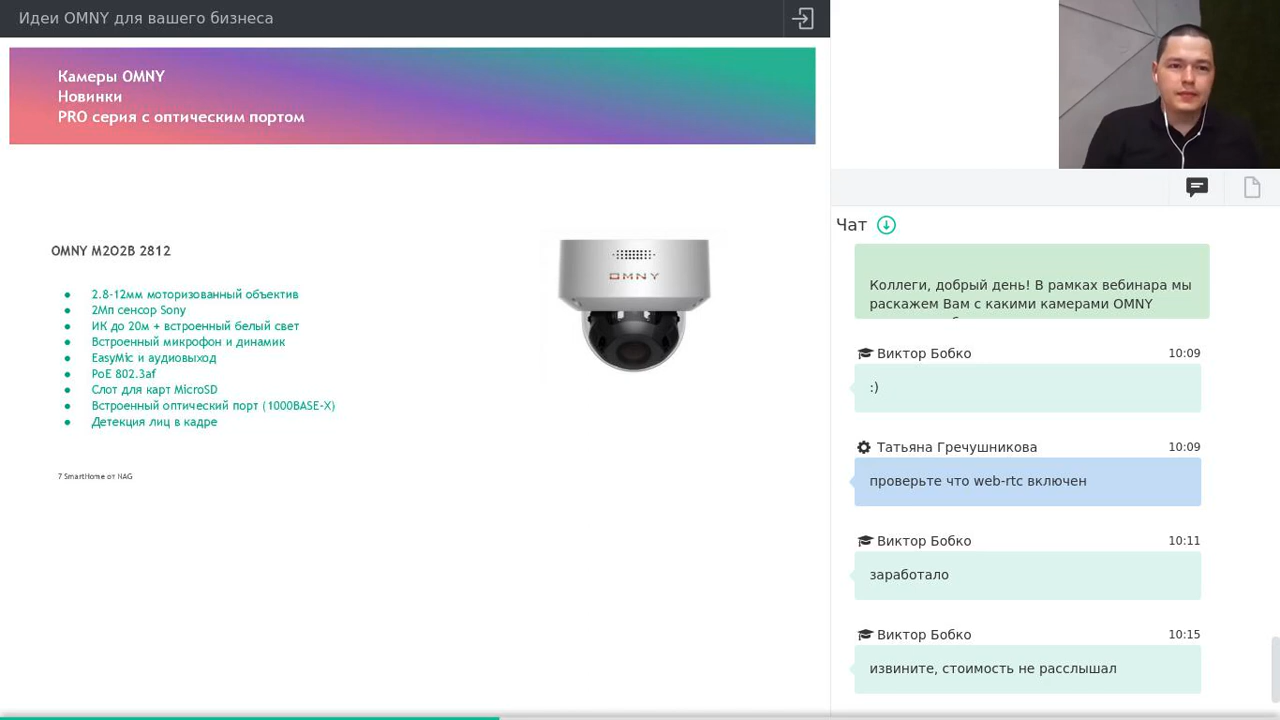 Идеи OMNY для вашего бизнеса
Камеры OMNY
Новинки
PRO серия с оптическим портом
OMNY M202B 2812
2.8-12мм моторизованный объектив
2Мп сенсор Sony
ИК до 20м + встроенный белый свет
Встроенный микрофон и динамик
EasyMic и аудиовыход
PoE 802.3af
Слот для карт MicroSD
Встроенный оптический порт (1000BASE-X)
Детекция лиц в кадре
OMNY
7 SmartHome от NAG
Чат
Коллеги, добрый день! В рамках вебинара мы
раскажем Вам с какими камерами OMNY
Виктор Бобко 10:09
:)
Татьяна Гречушникова 10:09
проверьте что web-rtc включен
Виктор Бобко 10:11
заработало
Виктор Бобко 10:15
извините, стоимость не расслышал